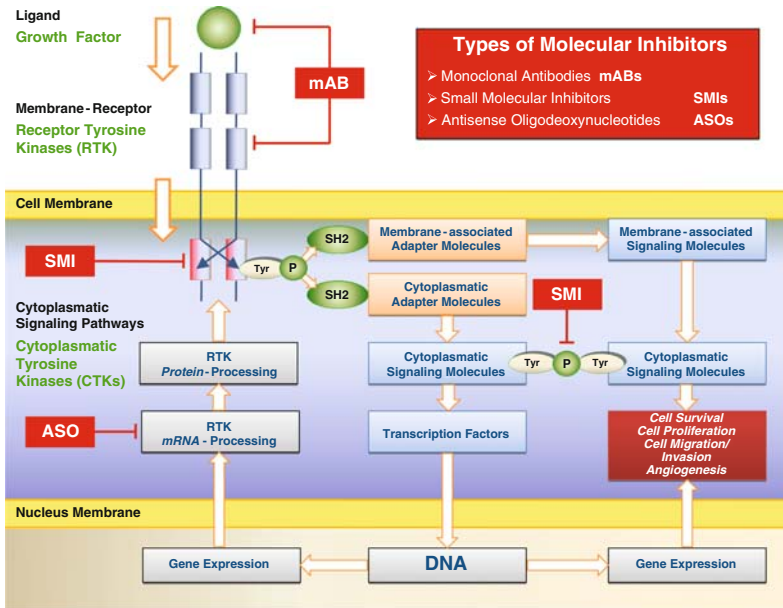 Ligand
Growth Factor
mAB
Types of Molecular Inhibitors
➢ Monoclonal Antibodies mABs
➢ Small Molecular Inhibitors SMIs
➢ Antisense Oligodeoxynucleotides ASOs
Membrane-Receptor
Receptor Tyrosine
Kinases (RTK)
Cell Membrane
SMI
Tyr
P
SH2
SH2
Membrane-associated
Adapter Molecules
Membrane-associated
Signaling Molecules
Cytoplasmatic
Adapter Molecules
SMI
Cytoplasmatic
Signaling Pathways
Cytoplasmatic
Tyrosine
Kinases (CTKs)
RTK
Protein-Processing
Cytoplasmatic
Signaling Molecules
Tyr
P
Tyr
Cytoplasmatic
Signaling Molecules
ASO
RTK
mRNA - Processing
Transcription Factors
Cell Survival
Cell Proliferation
Cell Migration/
Invasion
Angiogenesis
Nucleus Membrane
Gene Expression
DNA
Gene Expression